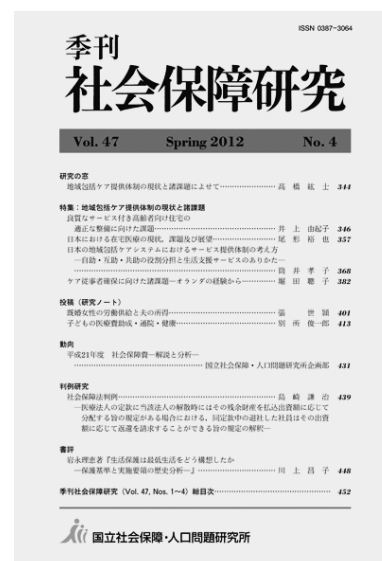 ISSN 0387-3064
季刊
社会保障研究
Vol. 47 Spring 2012 No. 4
研究の窓
地域包括ケア提供体制の現状と諸課題によせて……………………高橋紘士 344
特集:地域包括ケア提供体制の現状と諸課題
良質なサービス付き高齢者向け住宅の
適正な整備に向けた課題……………………井上由起子 346
日本における在宅医療の現状、課題及び展望……………………尾形裕也 357
日本の地域包括ケアシステムにおけるサービス提供体制の考え方
―自助・互助・共助の役割分担と生活支援サービスのありかた―
……………………筒井孝子 368
ケア従事者確保に向けた諸課題―オランダの経験から―…………堀田聰子 382
投稿(研究ノート)
既婚女性の労働供給と夫の所得……………………張世頴 401
子どもの医療費助成・通院・健康……………………別所俊一郎 413
動向
平成21年度 社会保障費―解説と分析―
……………………国立社会保障・人口問題研究所企画部 431
判例研究
社会保障法判例……………………島崎謙治 439
―医療法人の定款に当該法人の解散時にはその残余財産を払込出資額に応じて
分配する旨の規定がある場合における、同定款中の退社した社員はその出資
額に応じて返還を請求することができる旨の規定の解釈―
書評
岩永理恵著『生活保護は最低生活をどう構想したか
―保護基準と実施要領の歴史分析―』……………………川上昌子 448
季刊社会保障研究(Vol. 47, Nos. 1~4)総目次……………………452
国立社会保障・人口問題研究所